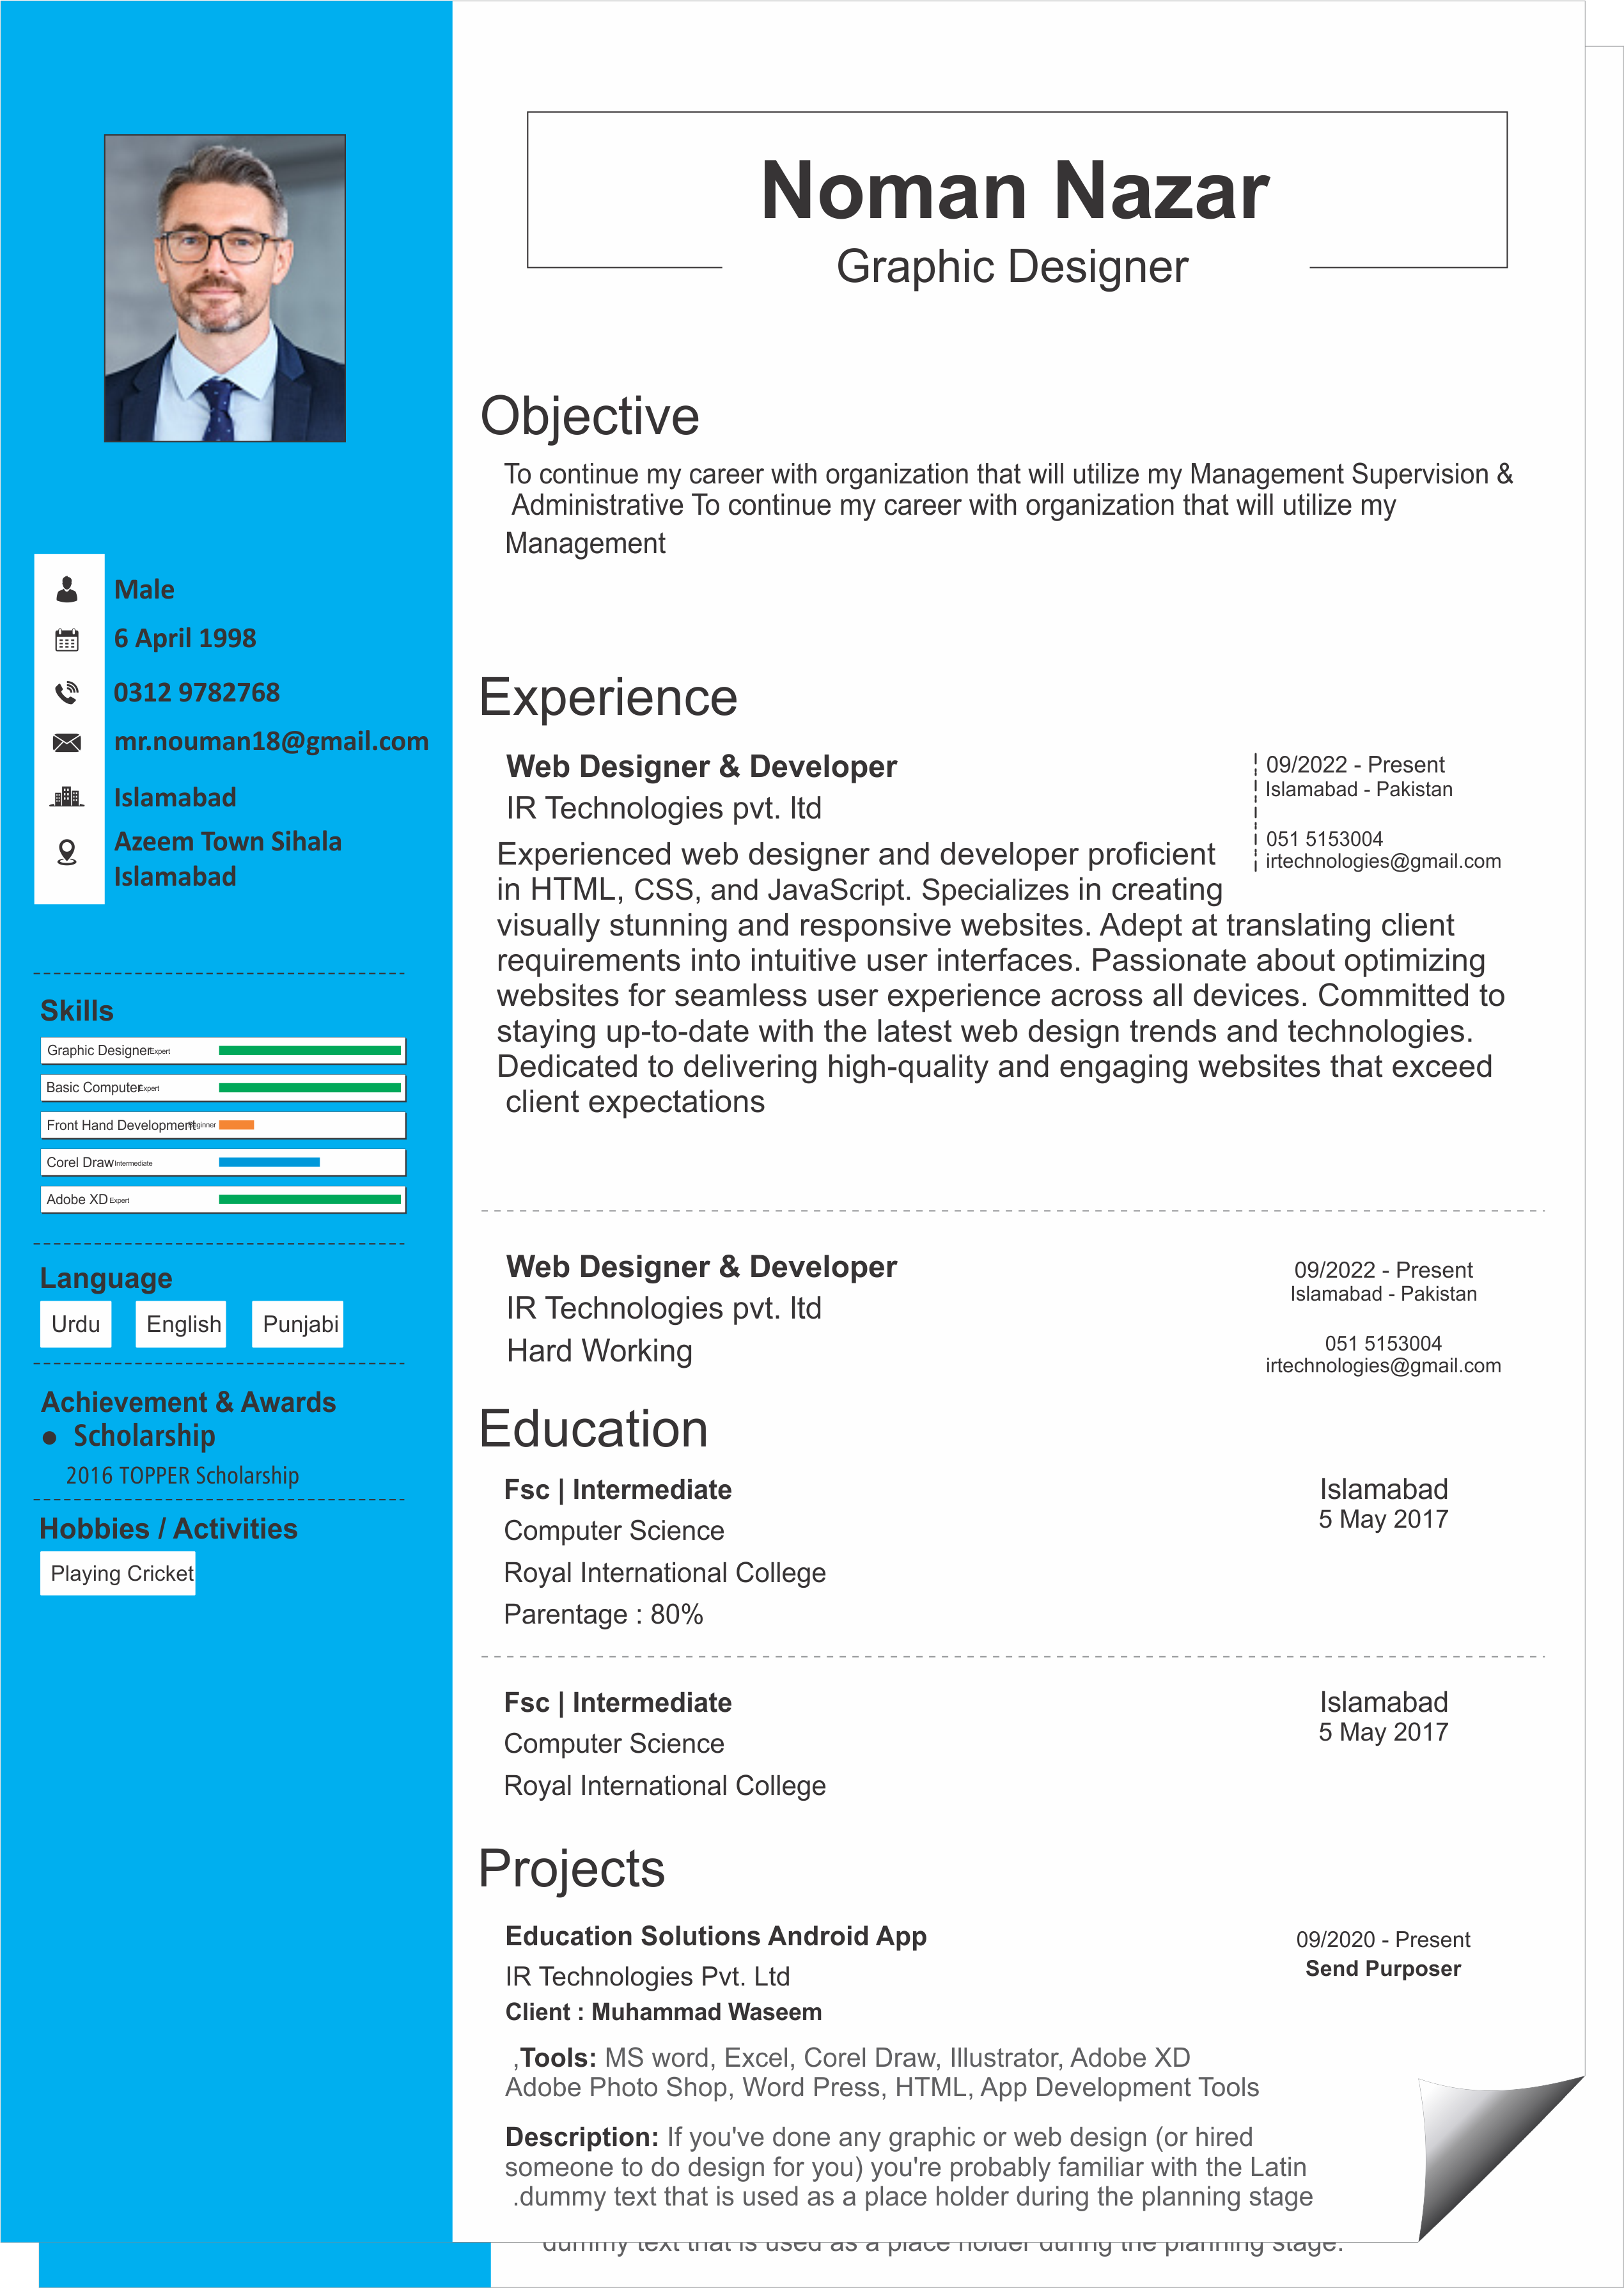 Noman Nazar
Graphic Designer
Male
6 April 1998
0312 9782768
mr.nouman18@gmail.com
Islamabad
Azeem Town Sihala
Islamabad
Skills
Graphic Designer Expert
Basic Computer Expert
Front Hand Development Beginner
Corel Draw Intermediate
Adobe XD Expert
Language
Urdu English Punjabi
Achievement & Awards
● Scholarship
2016 TOPPER Scholarship
Hobbies / Activities
Playing Cricket
Objective
To continue my career with organization that will utilize my Management Supervision &
Administrative To continue my career with organization that will utilize my
Management
Experience
Web Designer & Developer
IR Technologies pvt. ltd
09/2022 - Present
Islamabad - Pakistan
051 5153004
irtechnologies@gmail.com
Experienced web designer and developer proficient
in HTML, CSS, and JavaScript. Specializes in creating
visually stunning and responsive websites. Adept at translating client
requirements into intuitive user interfaces. Passionate about optimizing
websites for seamless user experience across all devices. Committed to
staying up-to-date with the latest web design trends and technologies.
Dedicated to delivering high-quality and engaging websites that exceed
client expectations
Web Designer & Developer
IR Technologies pvt. ltd
Hard Working
09/2022 - Present
Islamabad - Pakistan
051 5153004
irtechnologies@gmail.com
Education
Fsc | Intermediate
Computer Science
Royal International College
Parentage : 80%
Islamabad
5 May 2017
Fsc | Intermediate
Computer Science
Royal International College
Islamabad
5 May 2017
Projects
Education Solutions Android App
IR Technologies Pvt. Ltd
Client : Muhammad Waseem
09/2020 - Present
Send Purposer
,Tools: MS word, Excel, Corel Draw, Illustrator, Adobe XD
Adobe Photo Shop, Word Press, HTML, App Development Tools
Description: If you've done any graphic or web design (or hired
someone to do design for you) you're probably familiar with the Latin
.dummy text that is used as a place holder during the planning stage
dummy text that is used as a place holder during the planning stage.